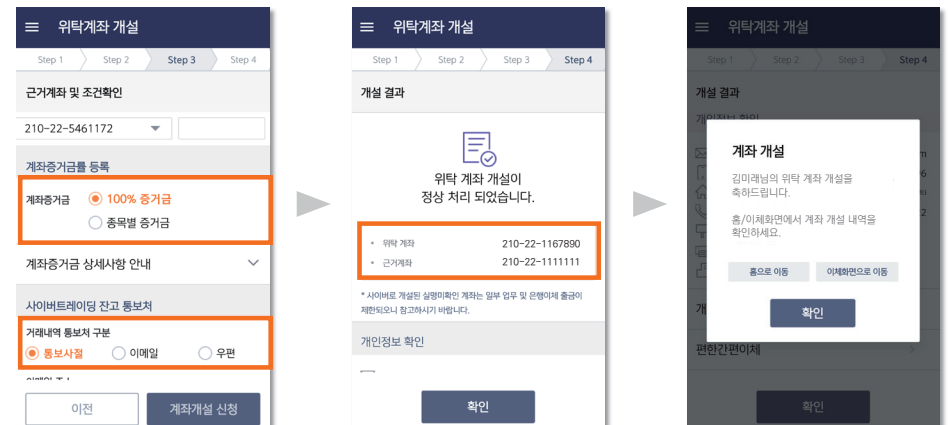 위탁계좌 개설
Step 1 Step 2 Step 3 Step 4
근거계좌 및 조건확인
210-22-5461172
계좌증거금률 등록
계좌증거금 100% 증거금
종목별 증거금
계좌증거금 상세사항 안내
사이버트레이딩 잔고 통보처
거래내역 통보처 구분
통보사절 이메일 우편
이전 계좌개설 신청
위탁계좌 개설
Step 1 Step 2 Step 3 Step 4
개설 결과
위탁 계좌 개설이
정상 처리 되었습니다.
• 위탁 계좌 210-22-1167890
• 근거계좌 210-22-1111111
* 사이버로 개설된 실명미확인 계좌는 일부 업무 및 은행이체 출금이
제한되오니 참고하시기 바랍니다.
개인정보 확인
확인
위탁계좌 개설
Step 1 Step 2 Step 3 Step 4
개설 결과
개인정보 확인
계좌 개설
김미래님의 위탁 계좌 개설을
축하드립니다.
홈/이체화면에서 계좌 개설 내역을
확인하세요.
홈으로 이동 이체화면으로 이동
확인
편한간편이체
확인